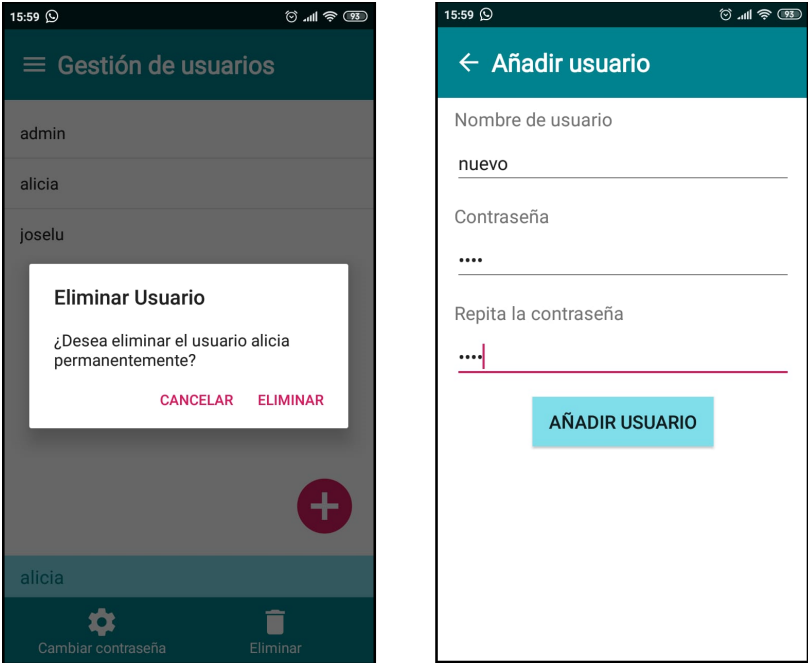 15:59
93
Gestión de usuarios
admin
alicia
joselu
Eliminar Usuario
¿Desea eliminar el usuario alicia
permanentemente?
CANCELAR ELIMINAR
alicia
Cambiar contraseña Eliminar
15:59
93
Añadir usuario
Nombre de usuario
nuevo
Contraseña
••••
Repita la contraseña
••••
AÑADIR USUARIO